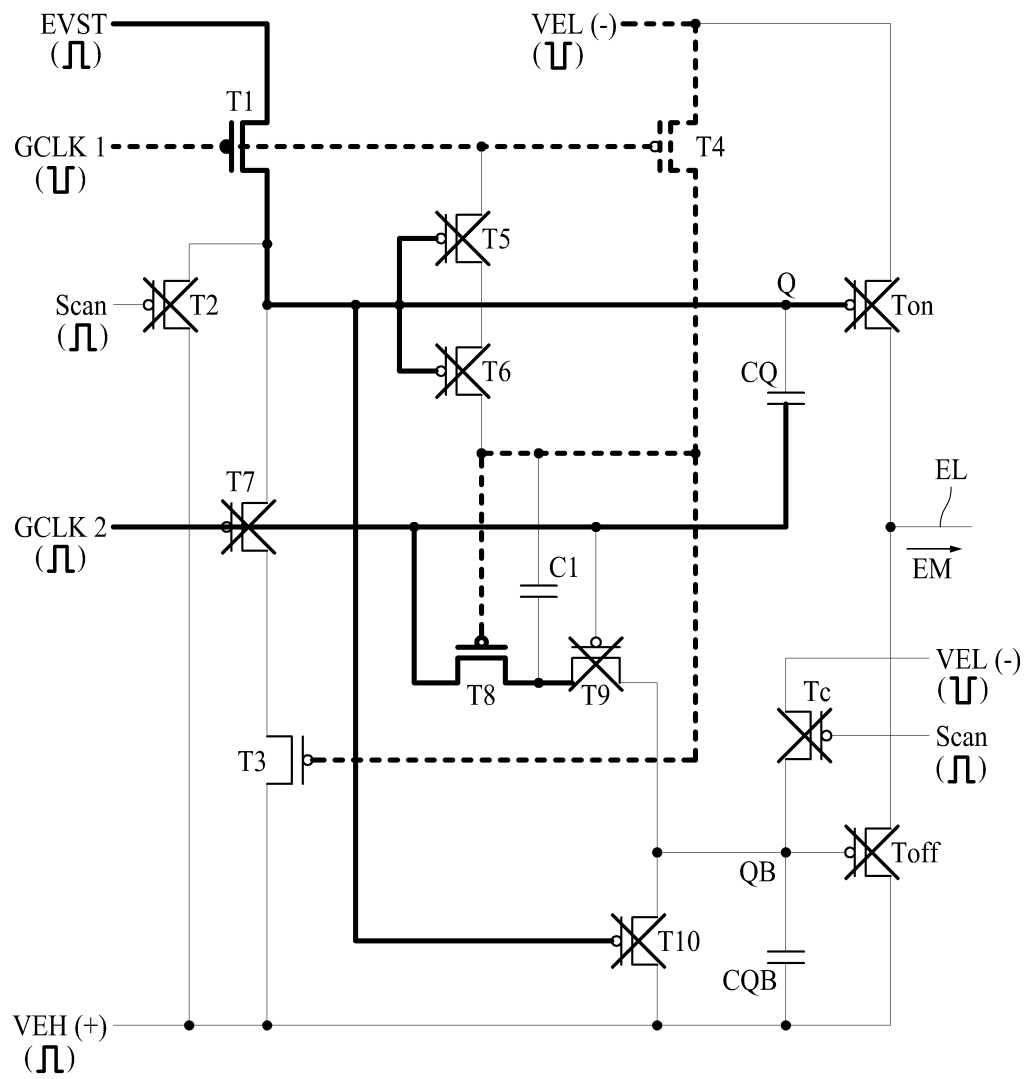 EVST
VEL (-)
T1
GCLK 1
T4
T5
Scan
T2
Q
Ton
T6
CQ
T7
GCLK 2
EL
C1
EM
T8
T9
VEL (-)
Tc
Scan
T3
QB
Toff
T10
CQB
VEH (+)